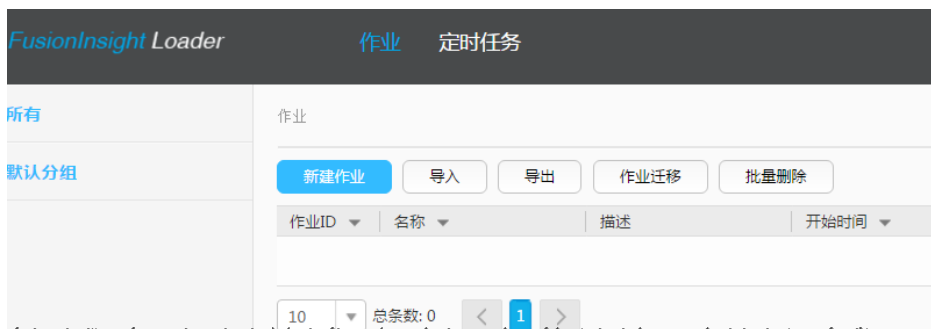 FusionInsight Loader 作业 定时任务
所有
默认分组
作业
新建作业 导入 导出 作业迁移 批量删除
作业ID 名称 描述 开始时间
10 总条数: 0 < 1 >